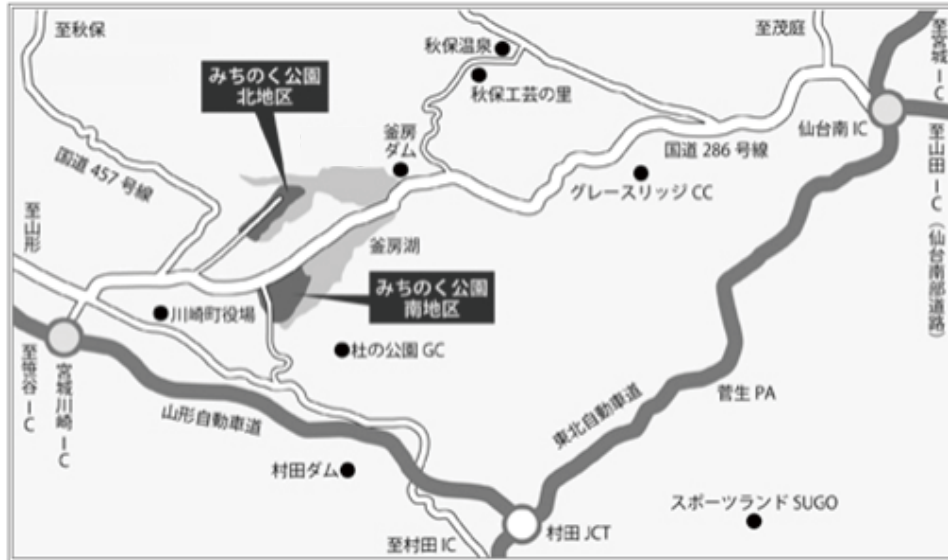 至秋保
秋保温泉
至茂庭
至宮城IC
みちのく公園
北地区
秋保工芸の里
釜房
ダム
仙台南IC
国道286号線
至山田IC（仙台南部道路）
国道457号線
グレースリッジCC
至山形
釜房湖
みちのく公園
南地区
川崎町役場
杜の公園GC
至笹谷IC
宮城川崎IC
山形自動車道
東北自動車道
菅生PA
村田ダム
スポーツランドSUGO
村田JCT
至村田IC